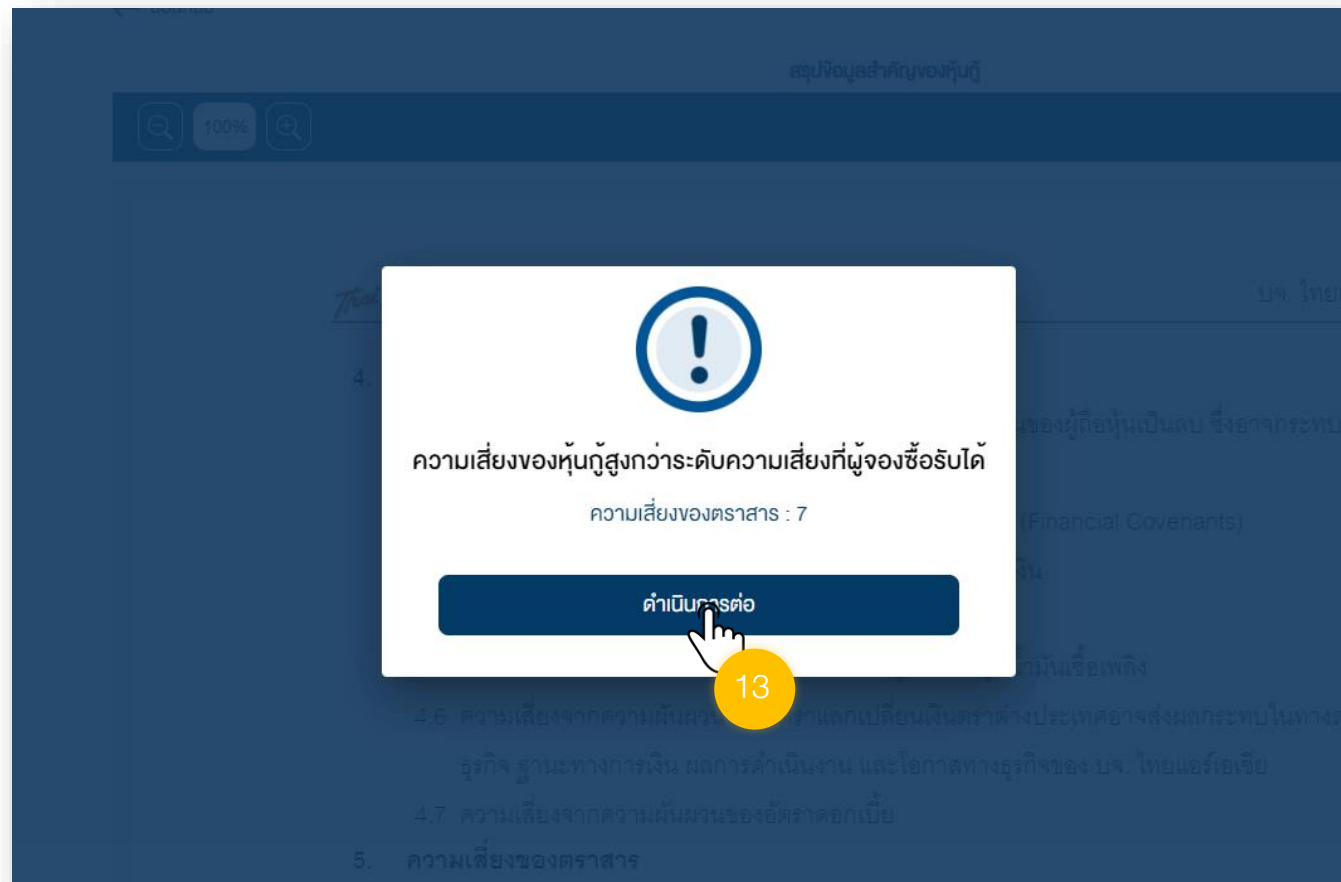 ย้อนกลับ
สรุปข้อมูลสำคัญของหุ้นกู้
100%
Thai
บจ. ไทย
4.
ของผู้ถือหุ้นเป็นลบ ซึ่งอาจกระทบ
ความเสี่ยงของหุ้นกู้สูงกว่าระดับความเสี่ยงที่ผู้จองซื้อรับได้
ความเสี่ยงของตราสาร : 7
(Financial Covenants)
เงิน
ดำเนินการต่อ
น้ำมันเชื้อเพลิง
13
4.6 ความเสี่ยงจากความผันผวน ตราแลกเปลี่ยนเงินตราต่างประเทศอาจส่งผลกระทบในทาง
ธุรกิจ ฐานะทางการเงิน ผลการดำเนินงาน และโอกาสทางธุรกิจของ บจ. ไทยแอร์เอเชีย
4.7 ความเสี่ยงจากความผันผวนของอัตราดอกเบี้ย
5. ความเสี่ยงของตราสาร